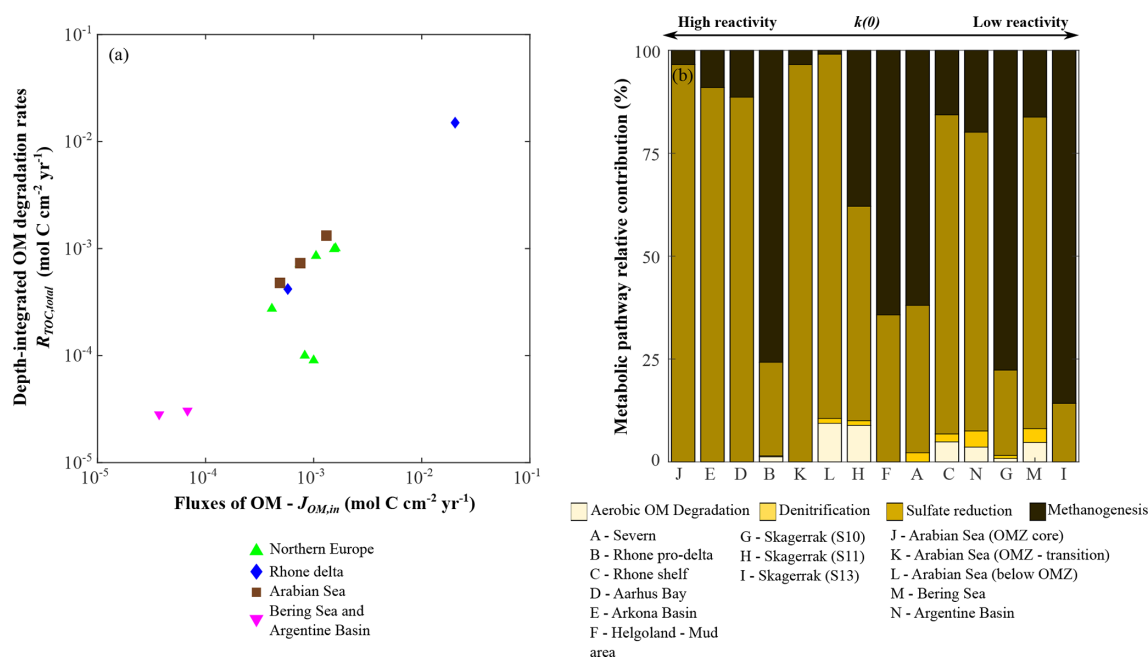 (a)
10⁻¹
10⁻²
10⁻³
10⁻⁴
10⁻⁵
Depth-integrated OM degradation rates
R_TOC,total (mol C cm⁻² yr⁻¹)
10⁻⁵ 10⁻⁴ 10⁻³ 10⁻² 10⁻¹
Fluxes of OM - J_OM,in (mol C cm⁻² yr⁻¹)
Northern Europe
Rhone delta
Arabian Sea
Bering Sea and
Argentine Basin
High reactivity k(0) Low reactivity
(b)
100
75
50
25
0
Metabolic pathway relative contribution (%)
J E D B K L H F A C N G M I
Aerobic OM Degradation Denitrification Sulfate reduction Methanogenesis
A - Severn
B - Rhone pro-delta
C - Rhone shelf
D - Aarhus Bay
E - Arkona Basin
F - Helgoland - Mud
area
G - Skagerrak (S10)
H - Skagerrak (S11)
I - Skagerrak (S13)
J - Arabian Sea (OMZ core)
K - Arabian Sea (OMZ - transition)
L - Arabian Sea (below OMZ)
M - Bering Sea
N - Argentine Basin